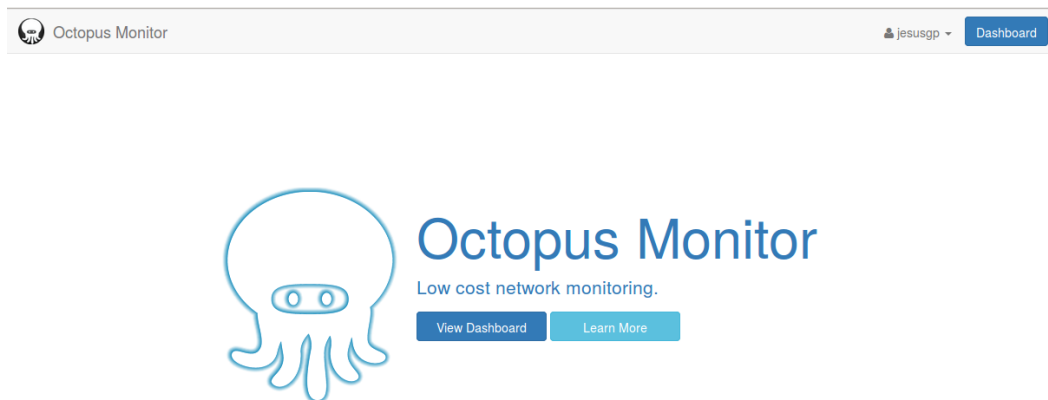 Octopus Monitor
jesusgp
Dashboard
Octopus Monitor
Low cost network monitoring.
View Dashboard
Learn More